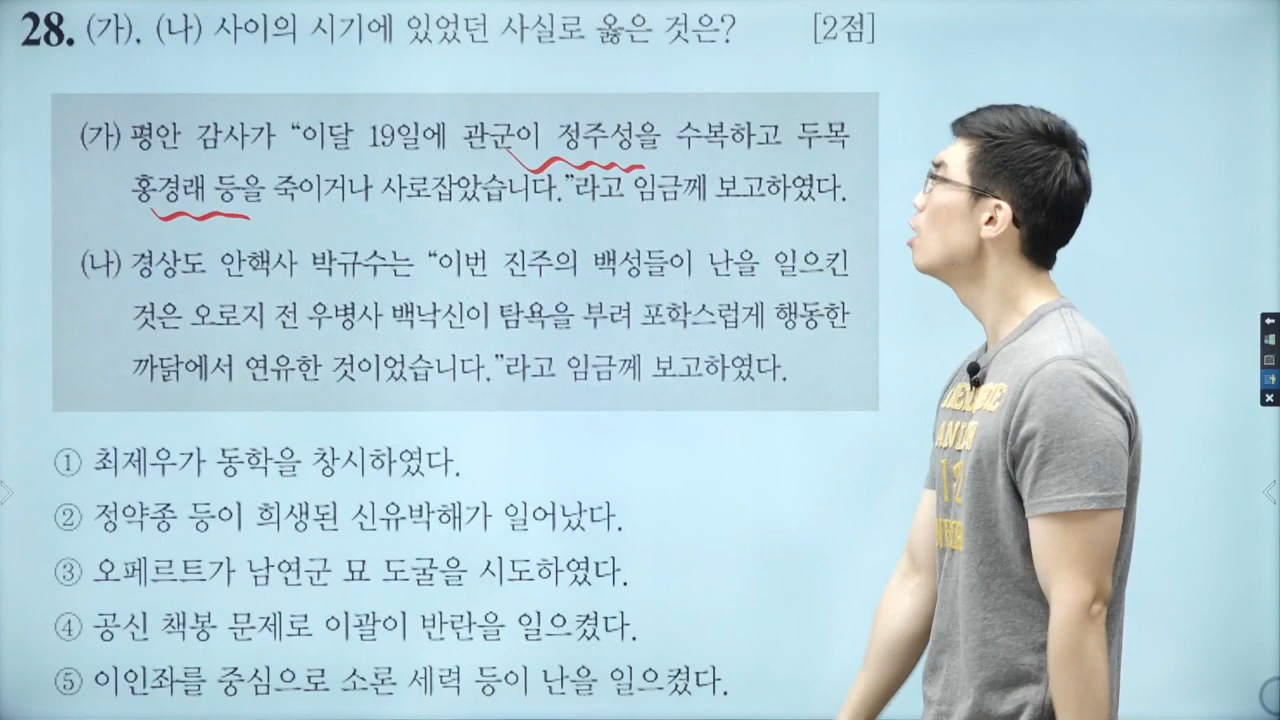 28. (가), (나) 사이의 시기에 있었던 사실로 옳은 것은? [2점]
(가) 평안 감사가 “이달 19일에 관군이 정주성을 수복하고 두목
홍경래 등을 죽이거나 사로잡았습니다.”라고 임금께 보고하였다.
(나) 경상도 안핵사 박규수는 “이번 진주의 백성들이 난을 일으킨
것은 오로지 전 우병사 백낙신이 탐욕을 부려 포학스럽게 행동한
까닭에서 연유한 것이었습니다.”라고 임금께 보고하였다.
① 최제우가 동학을 창시하였다.
② 정약종 등이 희생된 신유박해가 일어났다.
③ 오페르트가 남연군 묘 도굴을 시도하였다.
④ 공신 책봉 문제로 이괄이 반란을 일으켰다.
⑤ 이인좌를 중심으로 소론 세력 등이 난을 일으켰다.